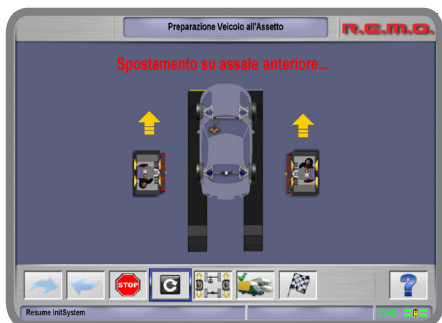 Preparazione Veicolo all'Assetto
R.E.M.O.
Spostamento su assale anteriore...
STOP
C
?
Resume InitSystem